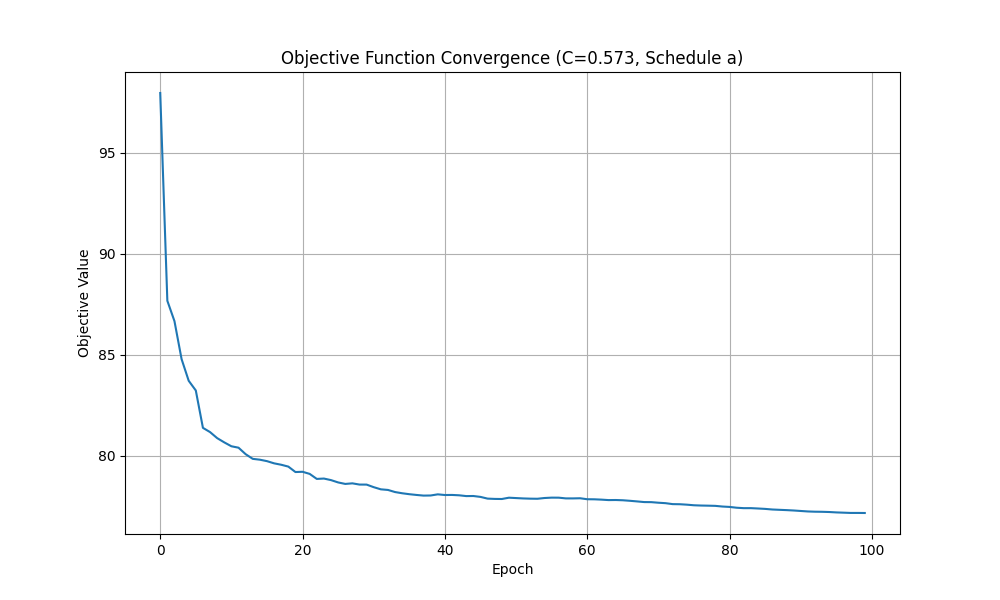 Objective Function Convergence (C=0.573, Schedule a)
Objective Value
95
90
85
80
0 20 40 60 80 100
Epoch